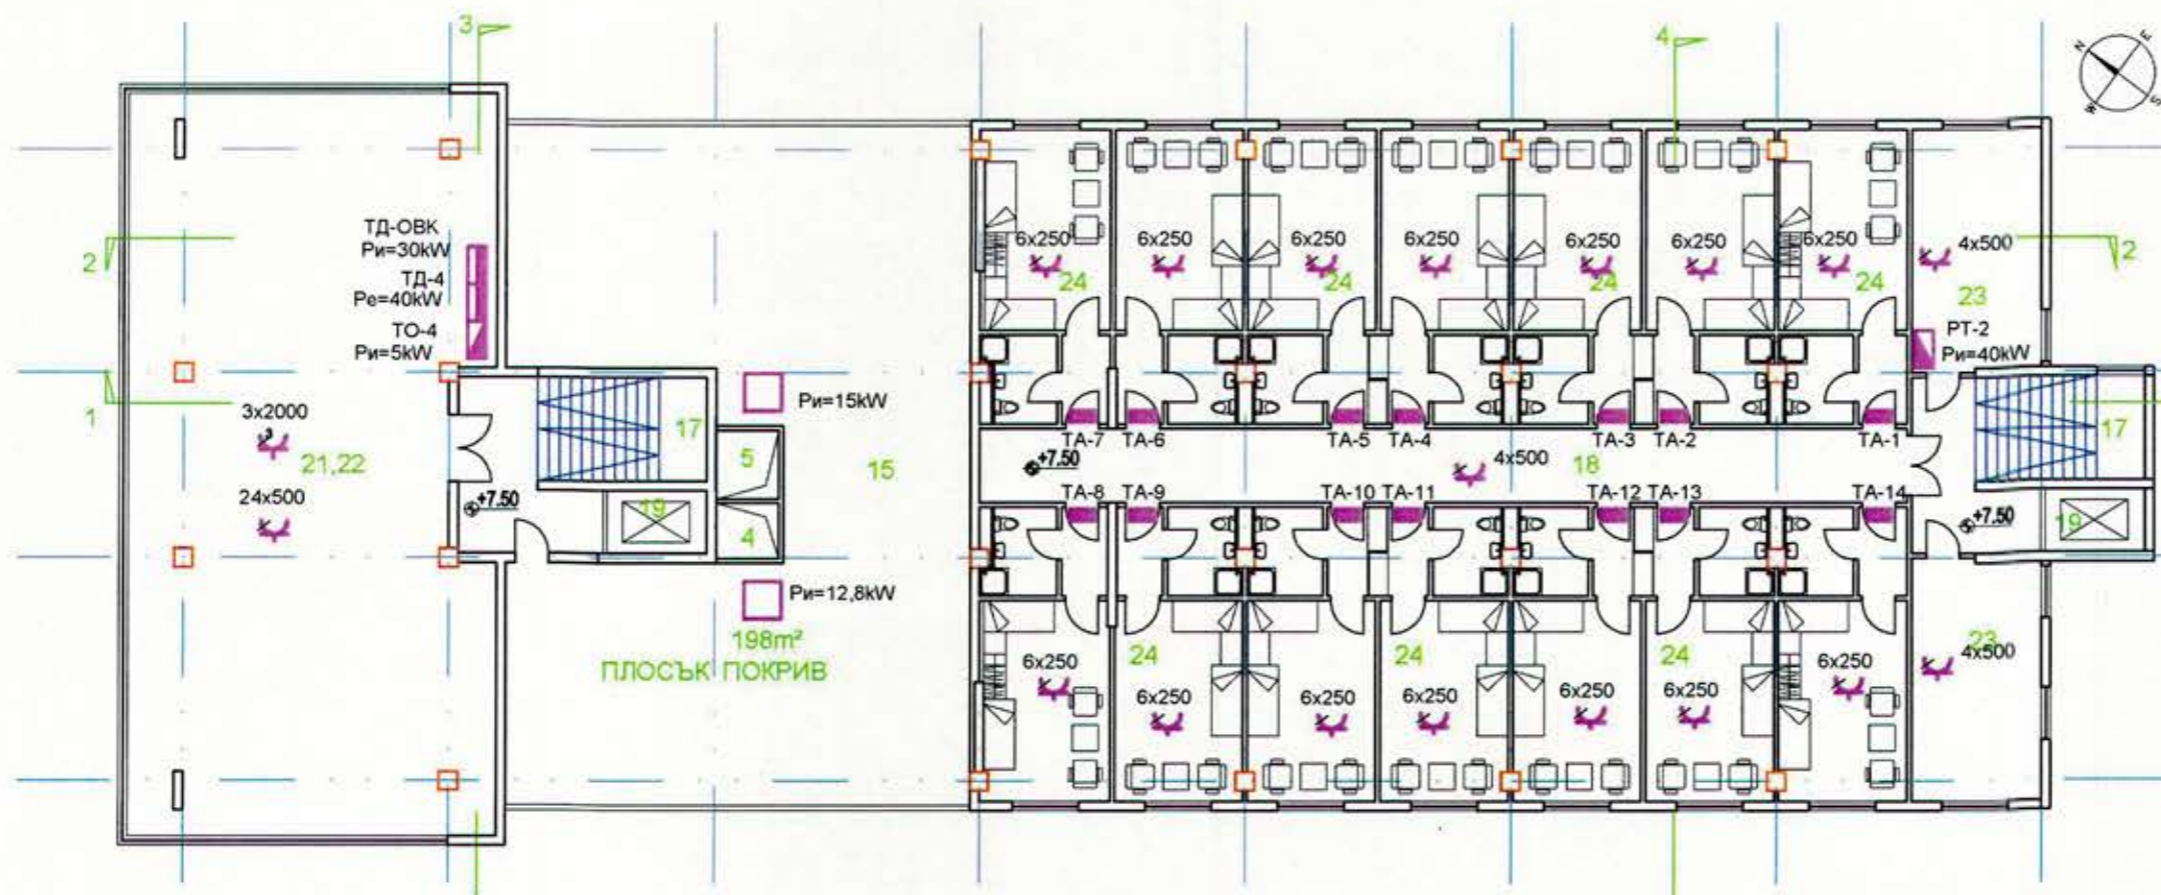 3
4
N
E
S
W
ТД-ОВК
Ри=30kW
ТД-4
Ре=40kW
ТО-4
Ри=5kW
2
1
3x2000
21,22
24x500
+7.50
17
19
5
4
Ри=15kW
15
Ри=12,8kW
198m²
ПЛОСЪК ПОКРИВ
6x250
6x250
6x250
6x250
6x250
6x250
6x250
24
24
24
24
4x500
2
23
РТ-2
Ри=40kW
ТА-7
ТА-6
ТА-5
ТА-4
ТА-3
ТА-2
ТА-1
+7.50
4x500
18
17
ТА-8
ТА-9
ТА-10
ТА-11
ТА-12
ТА-13
ТА-14
+7.50
19
24
24
24
23
4x500
6x250
6x250
6x250
6x250
6x250
6x250
6x250